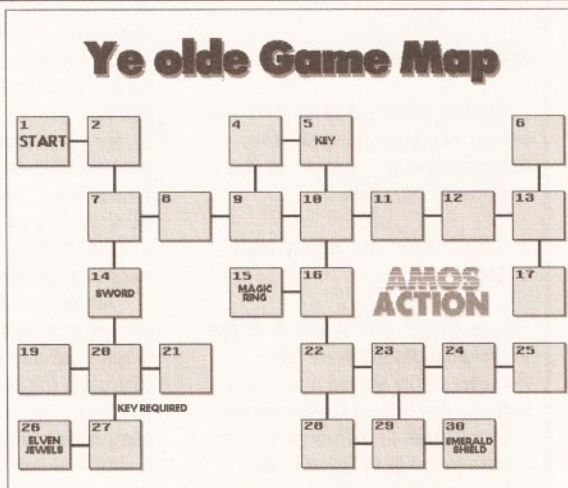 Ye olde Game Map
1
START
2
4
5
KEY
6
7
8
9
10
11
12
13
14
SWORD
15
MAGIC
RING
16
AMOS
ACTION
17
19
20
21
22
23
24
25
KEY REQUIRED
26
ELVEN
JEWELS
27
28
29
30
EMERALD
SHIELD